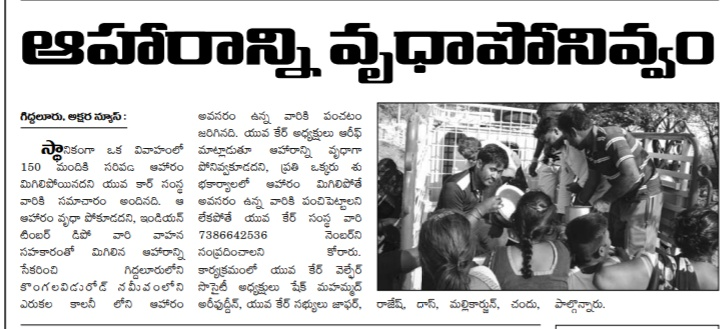 ఆహారాన్ని వృధాపోనివ్వం
గిద్దలూరు, అక్షర న్యూస్ :
స్థానికంగా ఒక వివాహంలో
150 మందికి సరిపడ ఆహారం
మిగిలిపోయినదని యువ కార్ సంస్థ
వారికి సమాచారం అందినది. ఆ
ఆహారం వృధా పోకూడదని, ఇండియన్
టింబర్ డిపో వారి వాహన
సహకారంతో మిగిలిన ఆహారాన్ని
సేకరించి గిద్దలూరులోని
కొంగలవిడురోడ్ సమీపంలోని
ఎరుకల కాలనీ లోని ఆహారం
అవసరం ఉన్న వారికి పంచటం
జరిగినది. యువ కేర్ అధ్యక్షులు ఆరీఫ్
మాట్లాడుతూ ఆహారాన్ని వృధాగా
పోనివ్వకూడదని, ప్రతి ఒక్కరు శు
భకార్యాలలో ఆహారం మిగిలిపోతే
అవసరం ఉన్న వారికి పంచిపెట్టాలని
లేకపోతే యువ కేర్ సంస్థ వారి
7386642536 నెంబర్‌ని
సంప్రదించాలని కోరారు.
కార్యక్రమంలో యువ కేర్ వెల్ఫేర్
సొసైటీ అధ్యక్షులు షేక్ మహమ్మద్
అరీఫుద్దీన్, యువ కేర్ సభ్యులు జాఫర్,
రాజేష్, దాస్, మల్లికార్జున్, చందు, పాల్గొన్నారు.